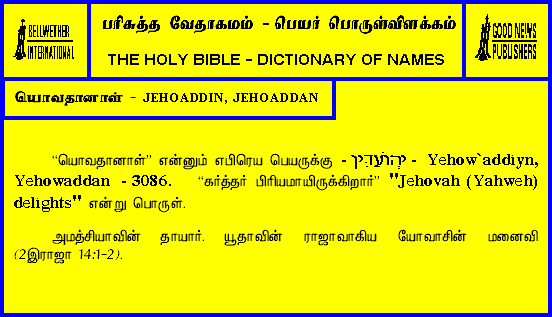 BELLWETHER
INTERNATIONAL
பரிசுத்த வேதாகமம் - பெயர் பொருள்விளக்கம்
THE HOLY BIBLE - DICTIONARY OF NAMES
GOOD NEWS
PUBLISHERS
யொவதானாள் - JEHOADDIN, JEHOADDAN
“யொவதானாள்” என்னும் எபிரெய பெயருக்கு - יְהוֹעַדִּיןִ - Yehow`addiyn,
Yehowaddan - 3086. “கர்த்தர் பிரியமாயிருக்கிறார்” "Jehovah (Yahweh)
delights" என்று பொருள்.
அமத்சியாவின் தாயார். யூதாவின் ராஜாவாகிய யோவாசின் மனைவி
(2இராஜா 14:1-2).